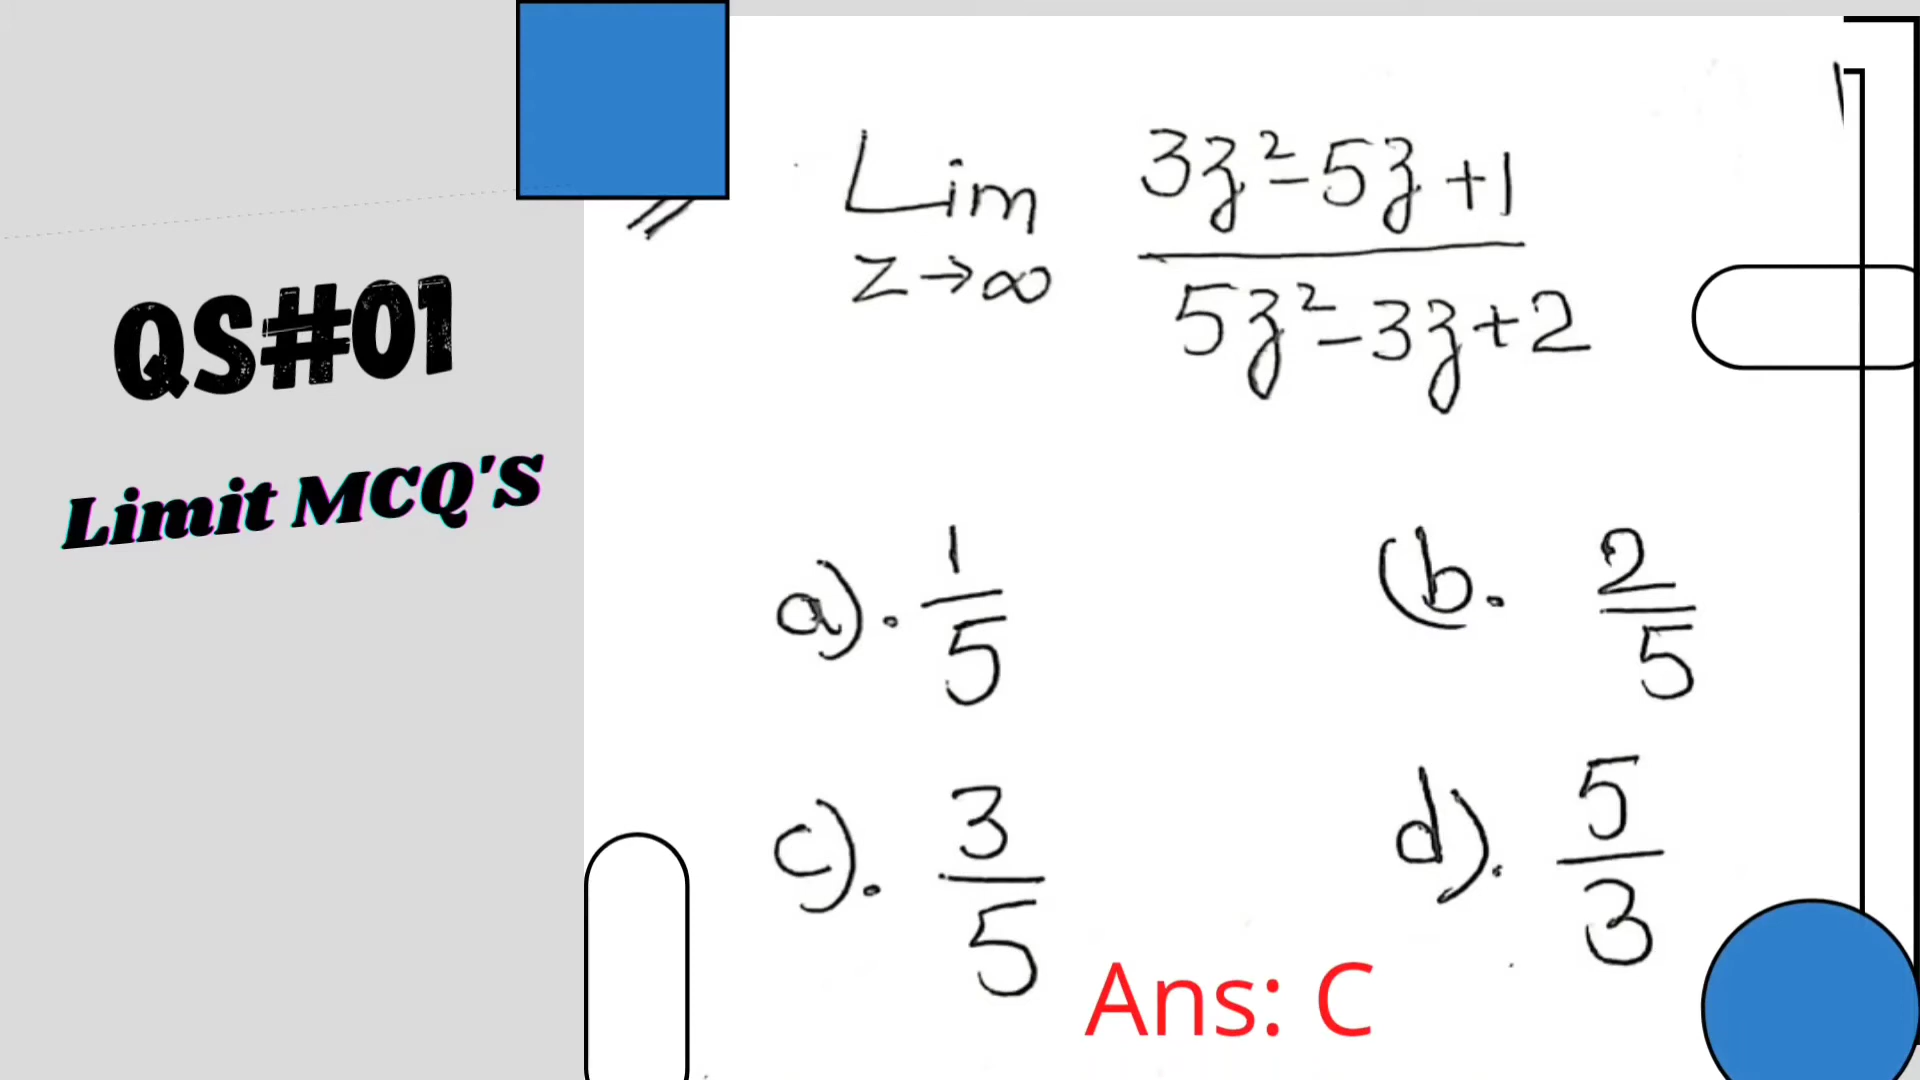 QS#01
Limit MCQ'S
Lim z→∞ 3z²-5z+1
5z²-3z+2
a). 1/5
(b. 2/5
c). 3/5
d). 5/3
Ans: C